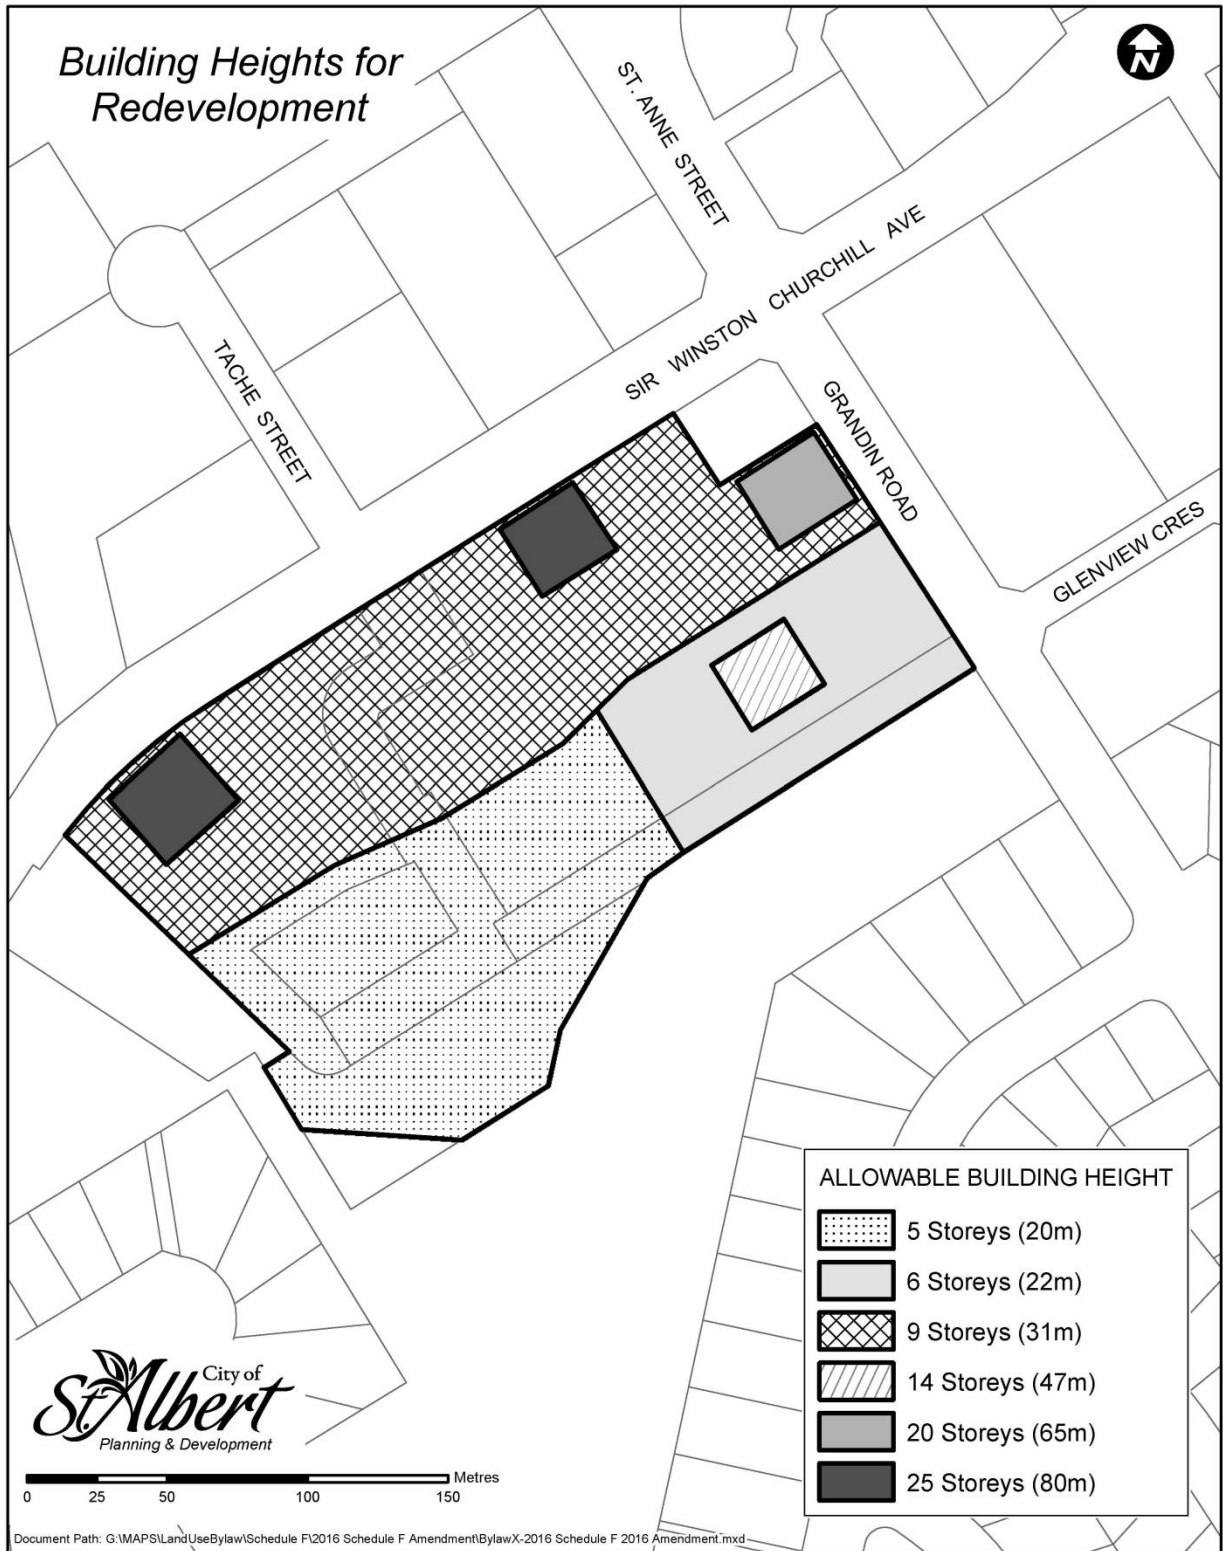 Building Heights for
Redevelopment
N
ST. ANNE STREET
SIR WINSTON CHURCHILL AVE
TACHE STREET
GRANDIN ROAD
GLENVIEW CRES
ALLOWABLE BUILDING HEIGHT
5 Storeys (20m)
6 Storeys (22m)
9 Storeys (31m)
14 Storeys (47m)
20 Storeys (65m)
25 Storeys (80m)
City of
St. Albert
Planning & Development
Metres
0 25 50 100 150
Document Path: G:\MAPS\LandUseBylaw\Schedule F\2016 Schedule F Amendment\BylawX-2016 Schedule F 2016 Amendment.mxd